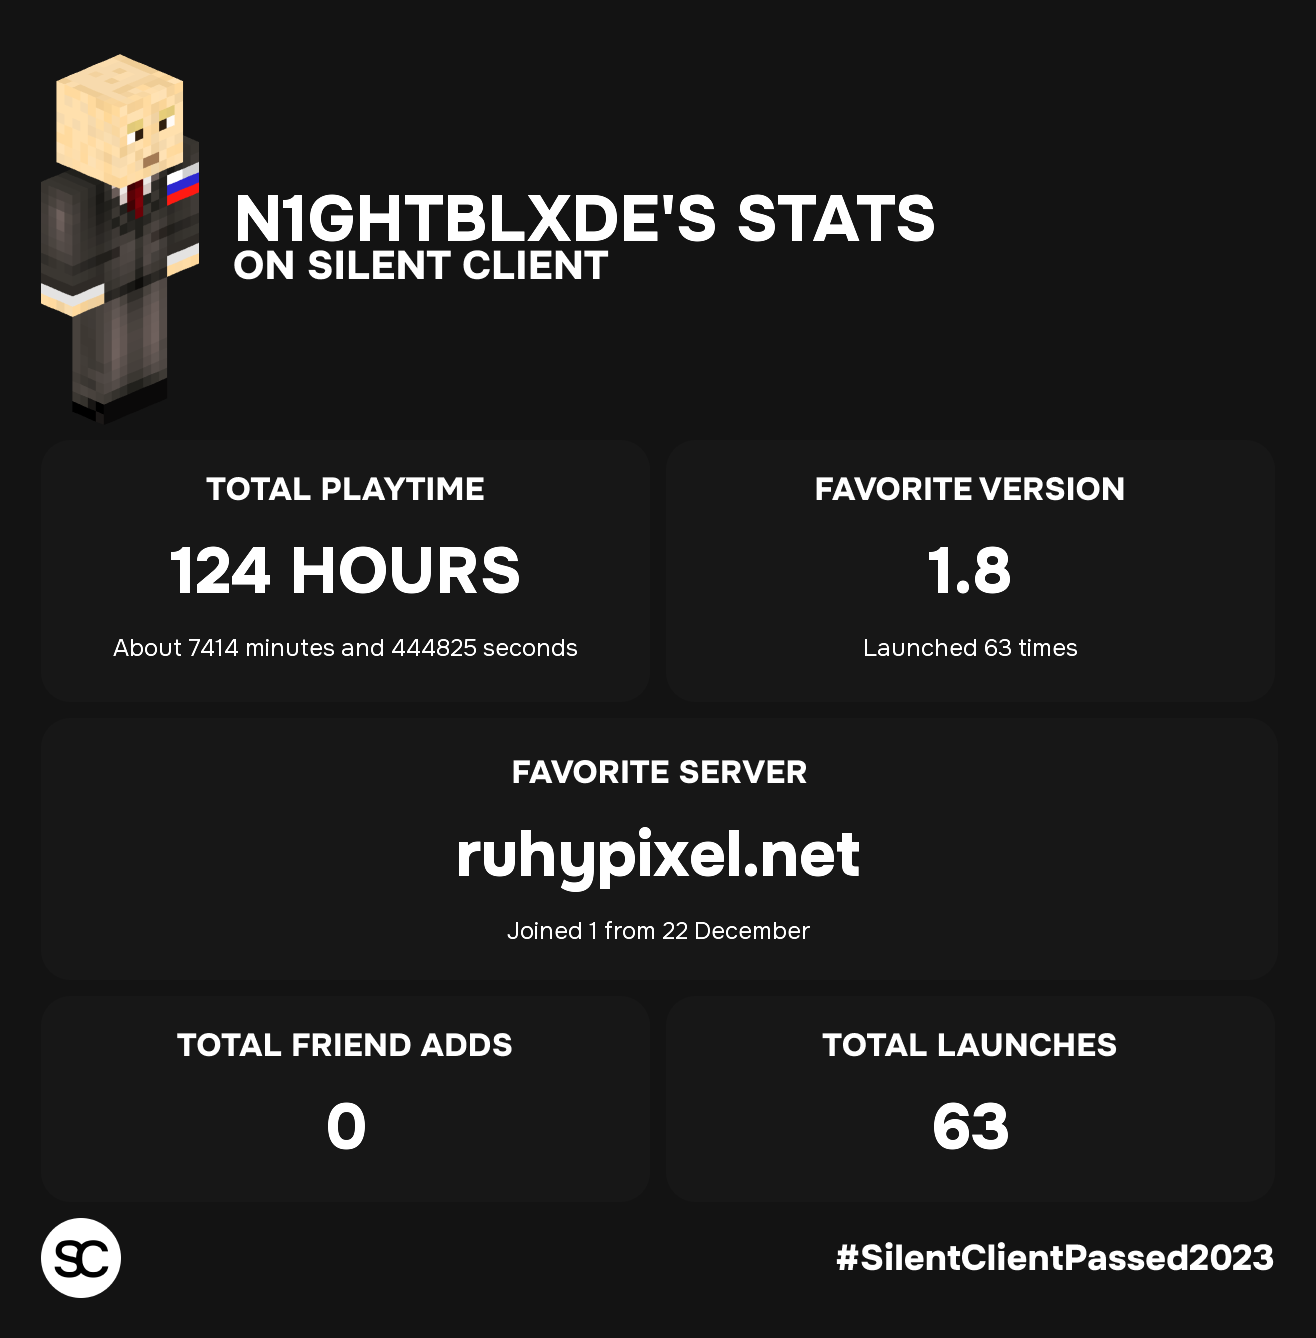 N1GHTBLXDE'S STATS
ON SILENT CLIENT
TOTAL PLAYTIME
124 HOURS
About 7414 minutes and 444825 seconds
FAVORITE VERSION
1.8
Launched 63 times
FAVORITE SERVER
ruhypixel.net
Joined 1 from 22 December
TOTAL FRIEND ADDS
0
TOTAL LAUNCHES
63
SC
#SilentClientPassed2023